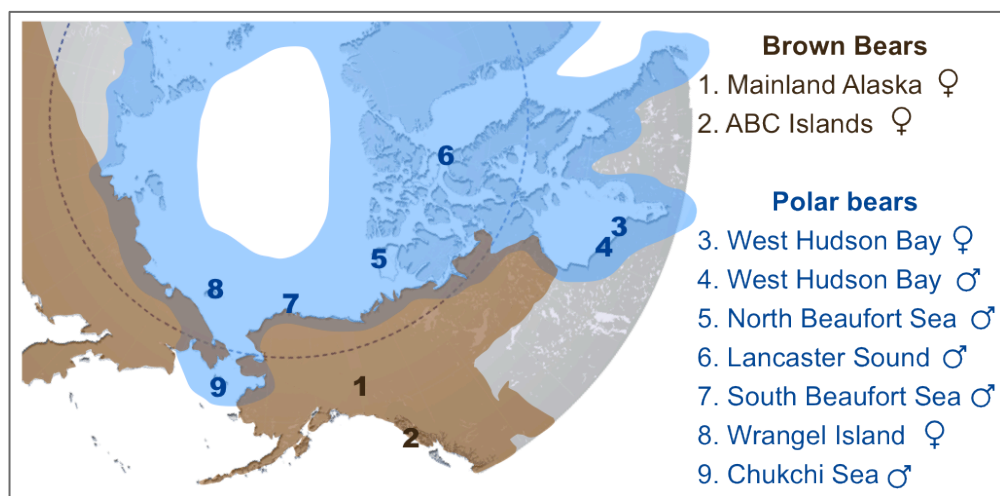 Brown Bears
1. Mainland Alaska ♀
2. ABC Islands ♀
Polar bears
3. West Hudson Bay ♀
4. West Hudson Bay ♂
5. North Beaufort Sea ♂
6. Lancaster Sound ♂
7. South Beaufort Sea ♂
8. Wrangel Island ♀
9. Chukchi Sea ♂
6
3
4
5
8
7
9
1
2